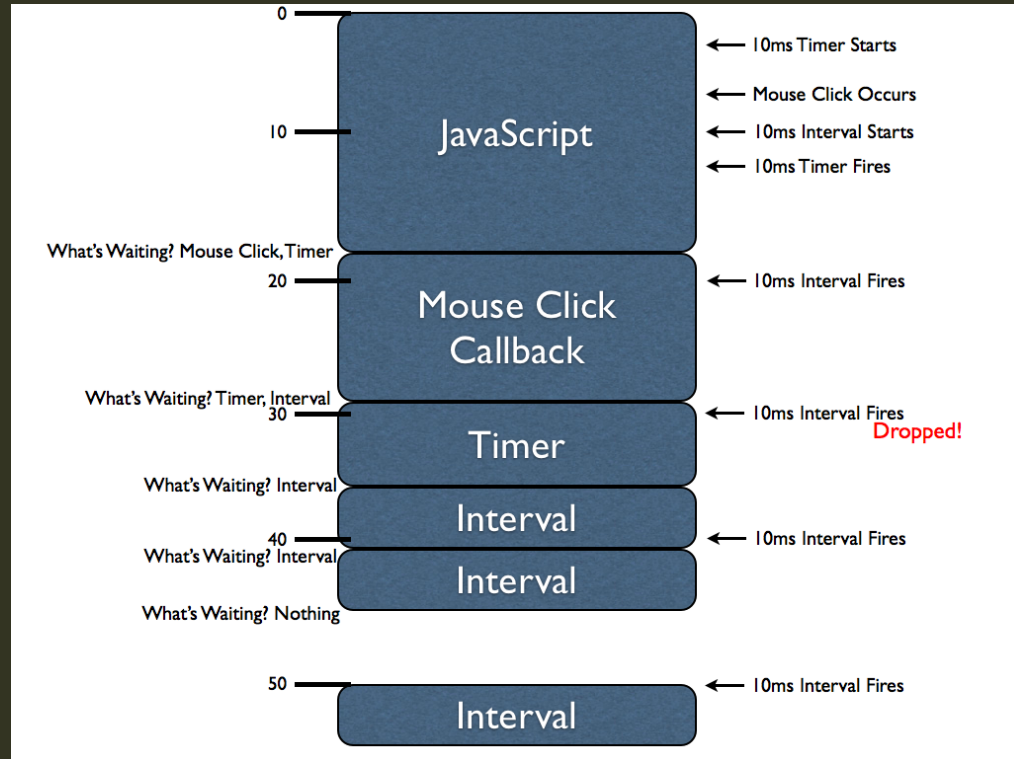 0
10ms Timer Starts
Mouse Click Occurs
10
JavaScript
10ms Interval Starts
10ms Timer Fires
What's Waiting? Mouse Click,Timer
20
10ms Interval Fires
Mouse Click
Callback
What's Waiting? Timer, Interval
30
10ms Interval Fires
Dropped!
Timer
What's Waiting? Interval
Interval
40
10ms Interval Fires
What's Waiting? Interval
Interval
What's Waiting? Nothing
50
10ms Interval Fires
Interval